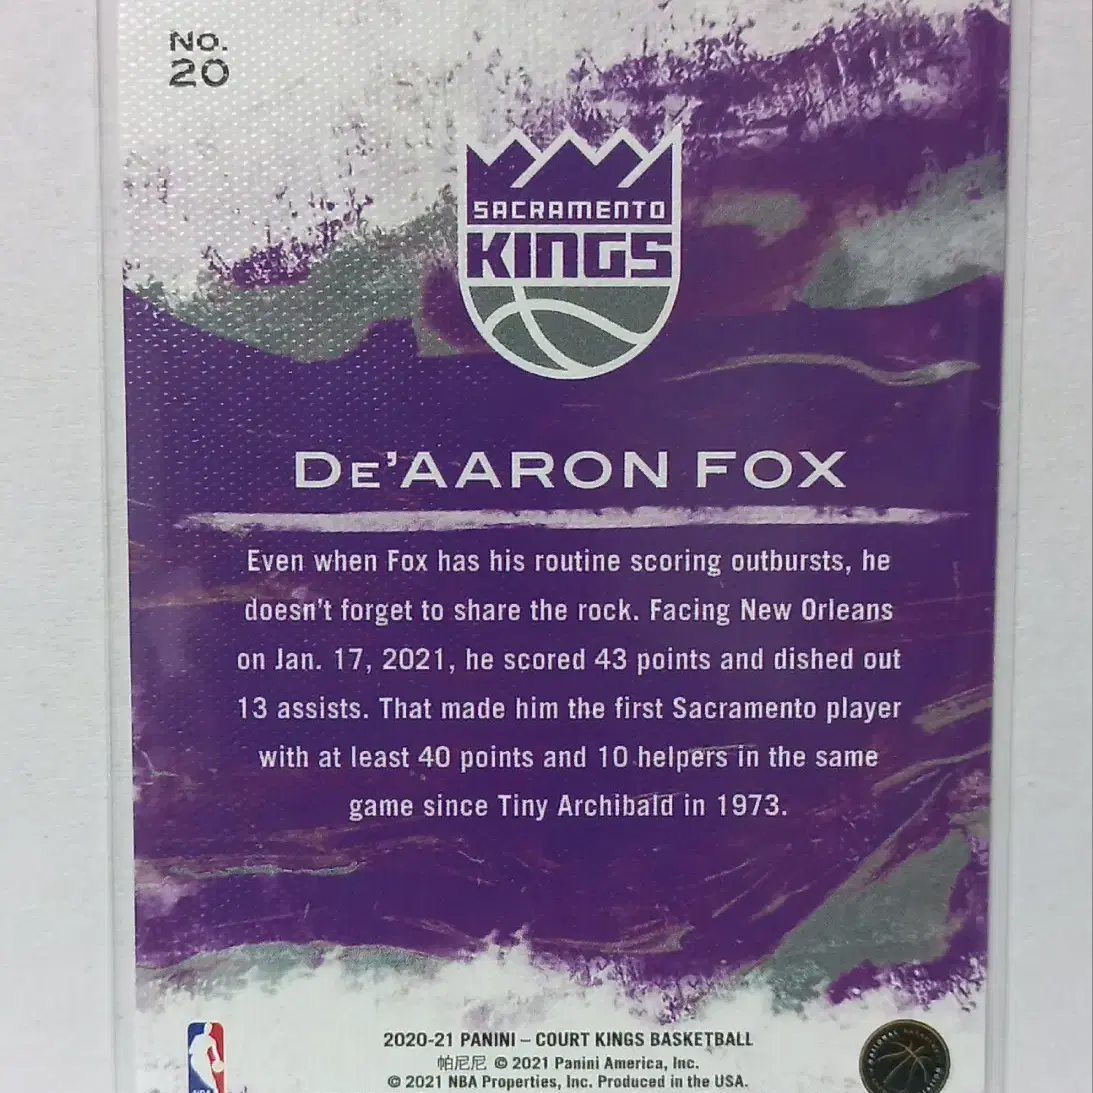 No.
20
SACRAMENTO
KINGS
De'AARON FOX
Even when Fox has his routine scoring outbursts, he
doesn't forget to share the rock. Facing New Orleans
on Jan. 17, 2021, he scored 43 points and dished out
13 assists. That made him the first Sacramento player
with at least 40 points and 10 helpers in the same
game since Tiny Archibald in 1973.
2020-21 PANINI – COURT KINGS BASKETBALL
帕尼尼 © 2021 Panini America, Inc.
© 2021 NBA Properties, Inc. Produced in the USA.